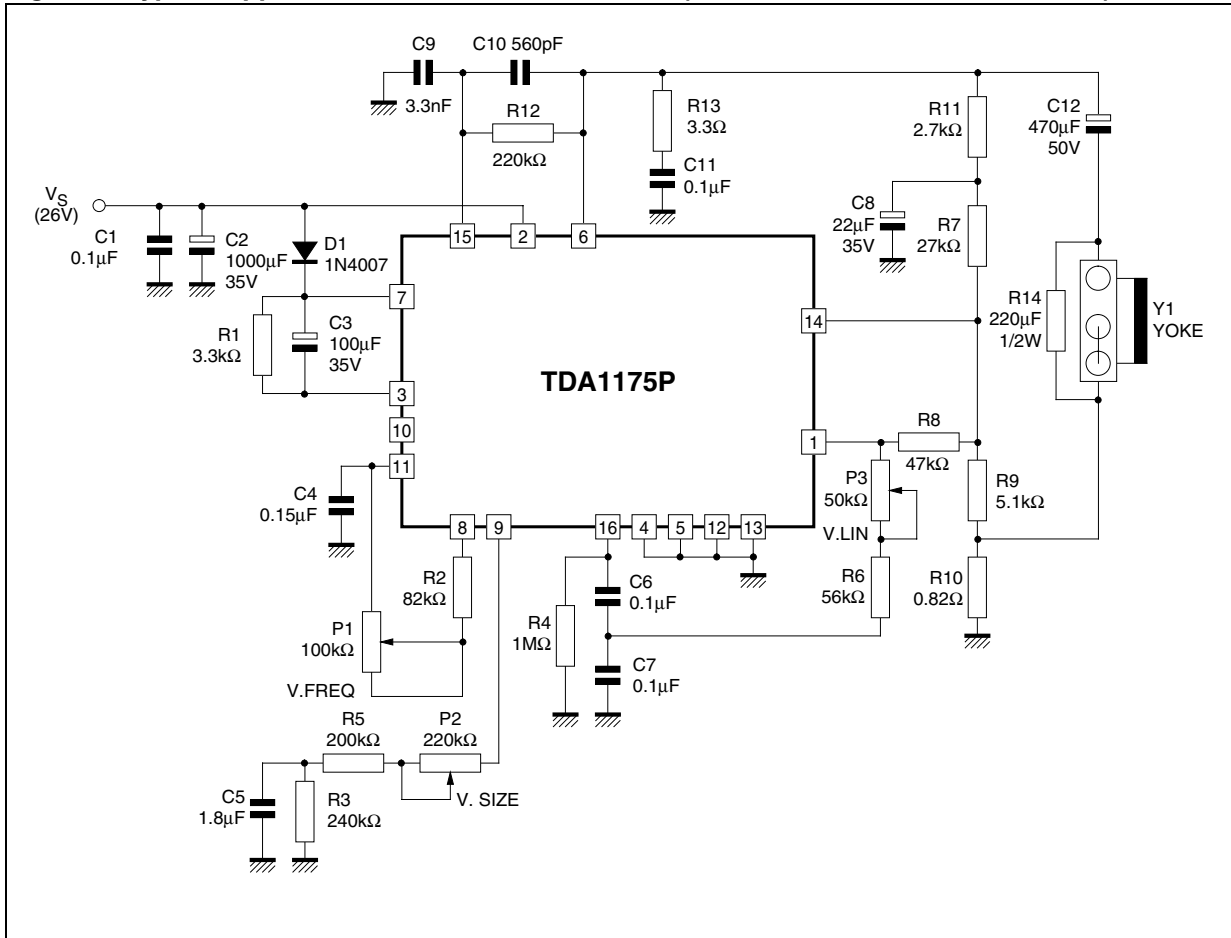 C9
3.3nF
C10 560pF
R12
220kΩ
R13
3.3Ω
C11
0.1µF
R11
2.7kΩ
C12
470µF
50V
VS
(26V)
C1
0.1µF
C2
1000µF
35V
D1
1N4007
15
2
6
C8
22µF
35V
R7
27kΩ
R1
3.3kΩ
C3
100µF
35V
7
3
10
11
14
1
TDA1175P
R14
220µF
1/2W
Y1
YOKE
R8
47kΩ
P3
50kΩ
V.LIN
R9
5.1kΩ
C4
0.15µF
8
9
16
4
5
12
13
R2
82kΩ
P1
100kΩ
V.FREQ
R4
1MΩ
C6
0.1µF
C7
0.1µF
R6
56kΩ
R10
0.82Ω
R5
200kΩ
P2
220kΩ
V. SIZE
C5
1.8µF
R3
240kΩ